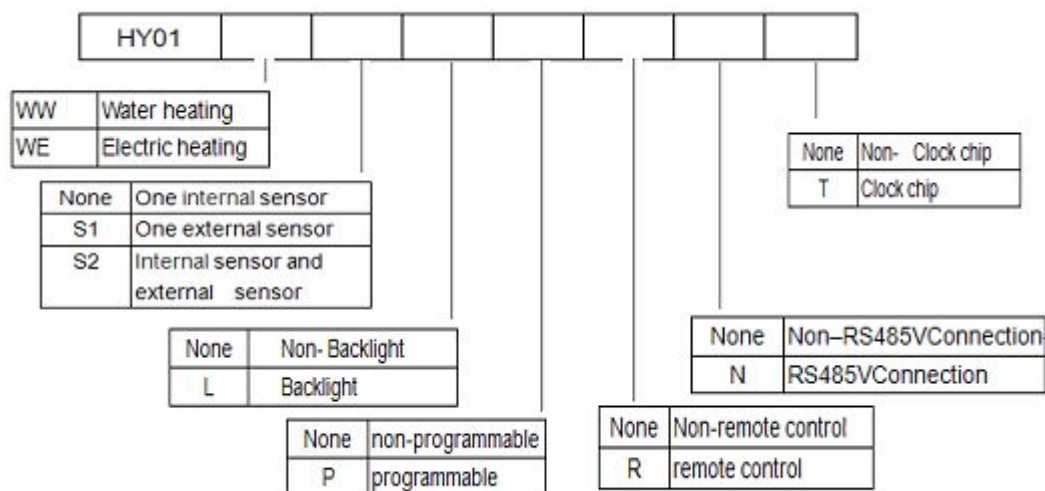 HY01
WW Water heating
WE Electric heating
None One internal sensor
S1 One external sensor
S2 Internal sensor and
external sensor
None Non- Backlight
L Backlight
None non-programmable
P programmable
None Non-remote control
R remote control
None Non–RS485VConnection
N RS485VConnection
None Non- Clock chip
T Clock chip